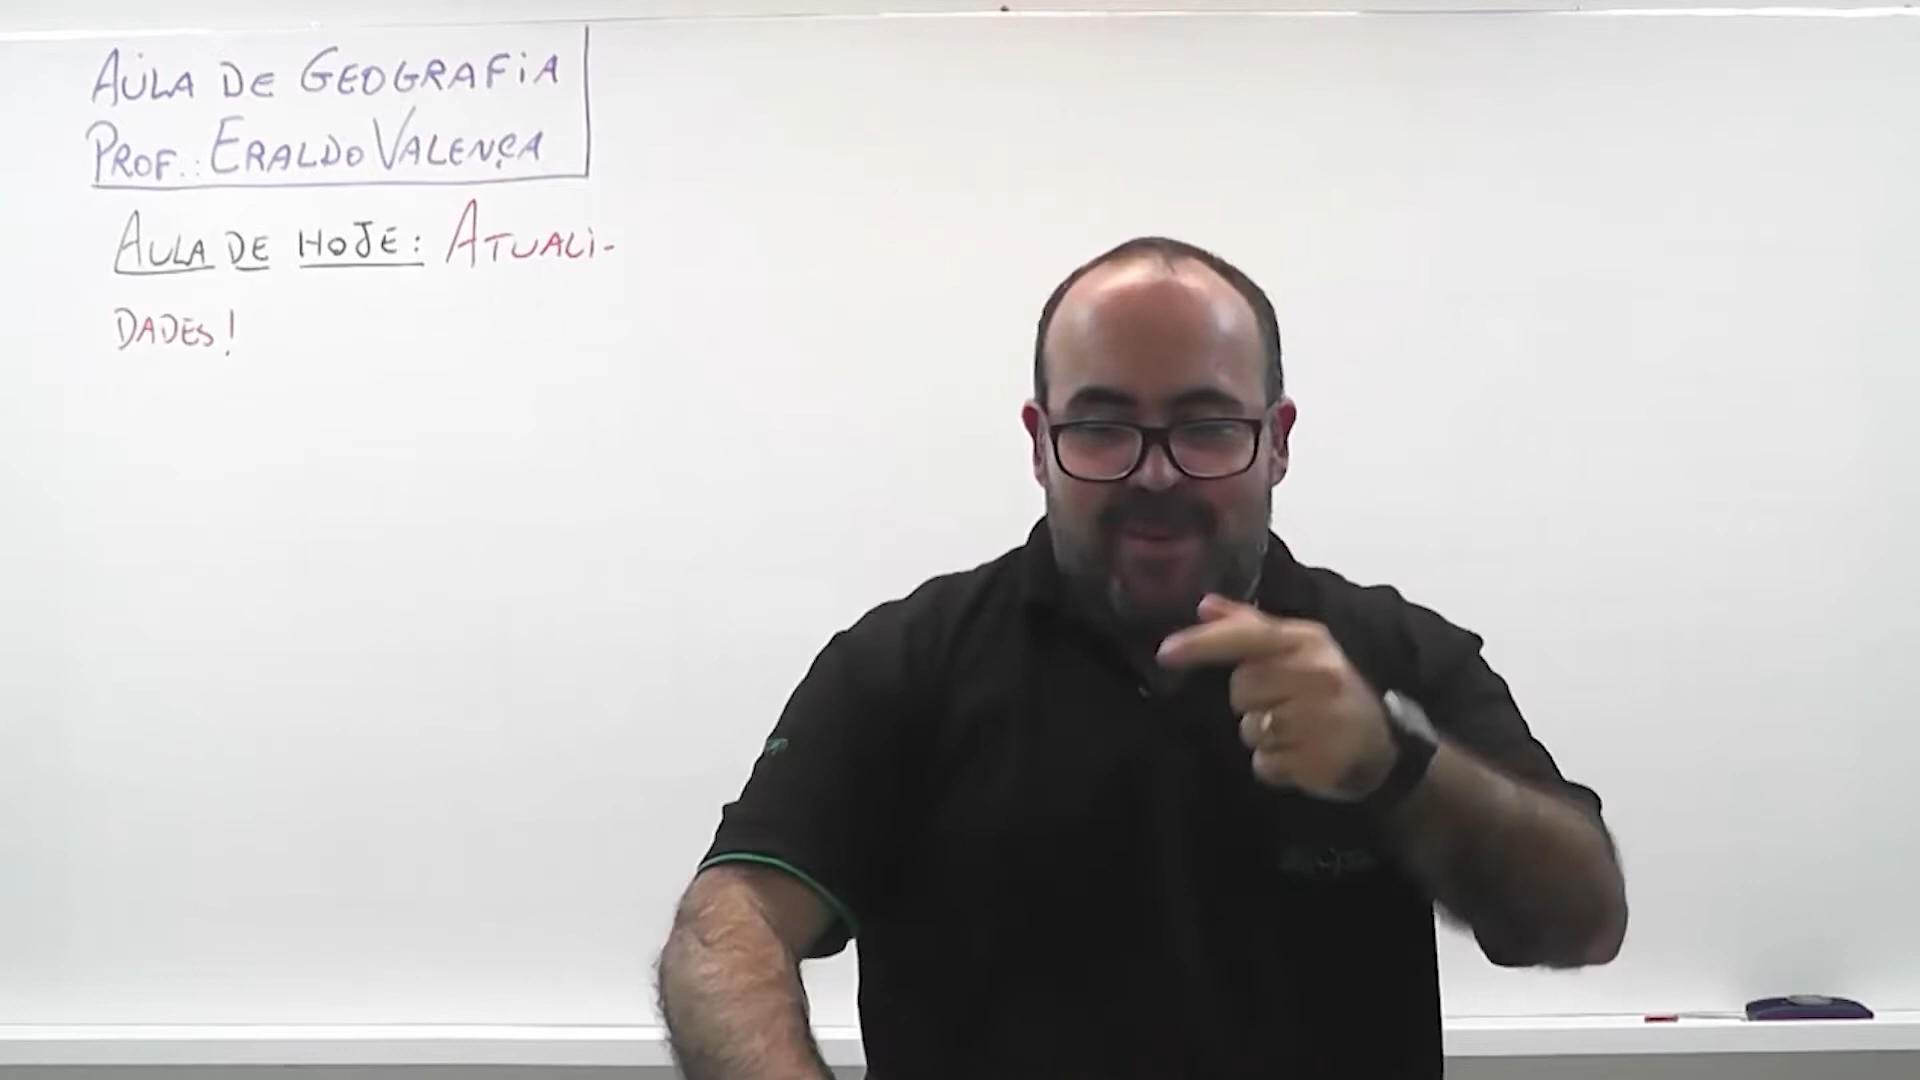 AULA DE GEOGRAFIA
PROF.: ERALDO VALENÇA
AULA DE HOJE: ATUALI-
DADES!